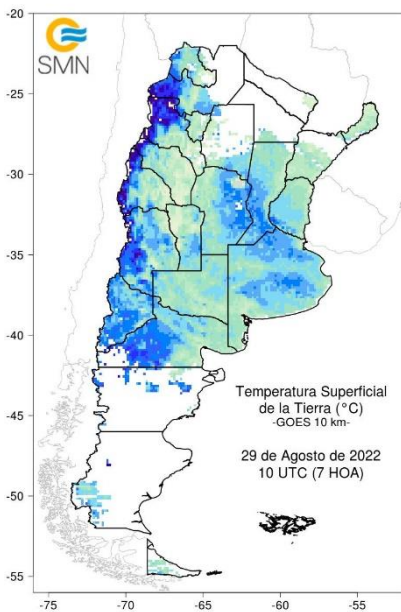 SMN
-20
-25
-30
-35
-40
-45
-50
-55
Temperatura Superficial
de la Tierra (°C)
-GOES 10 km-
29 de Agosto de 2022
10 UTC (7 HOA)
-75
-70
-65
-60
-55